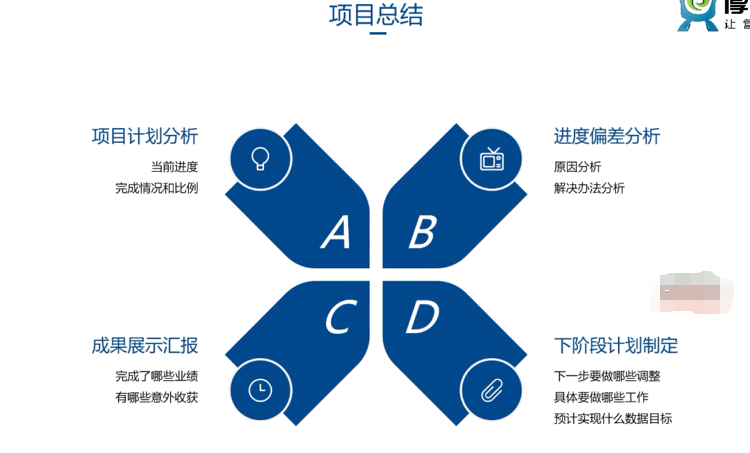 项目总结
让
项目计划分析
当前进度
完成情况和比例
进度偏差分析
原因分析
解决办法分析
A
B
C
D
成果展示汇报
完成了哪些业绩
有哪些意外收获
下阶段计划制定
下一步要做哪些调整
具体要做哪些工作
预计实现什么数据目标